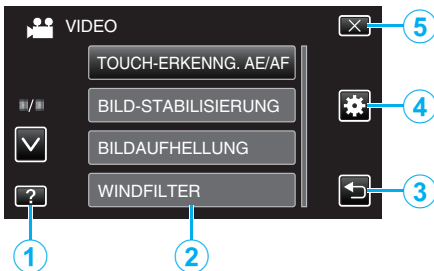 VIDEO
5
TOUCH-ERKENNG. AE/AF
BILD-STABILISIERUNG
4
BILDAUFHELLUNG
WINDFILTER
?
3
1
2